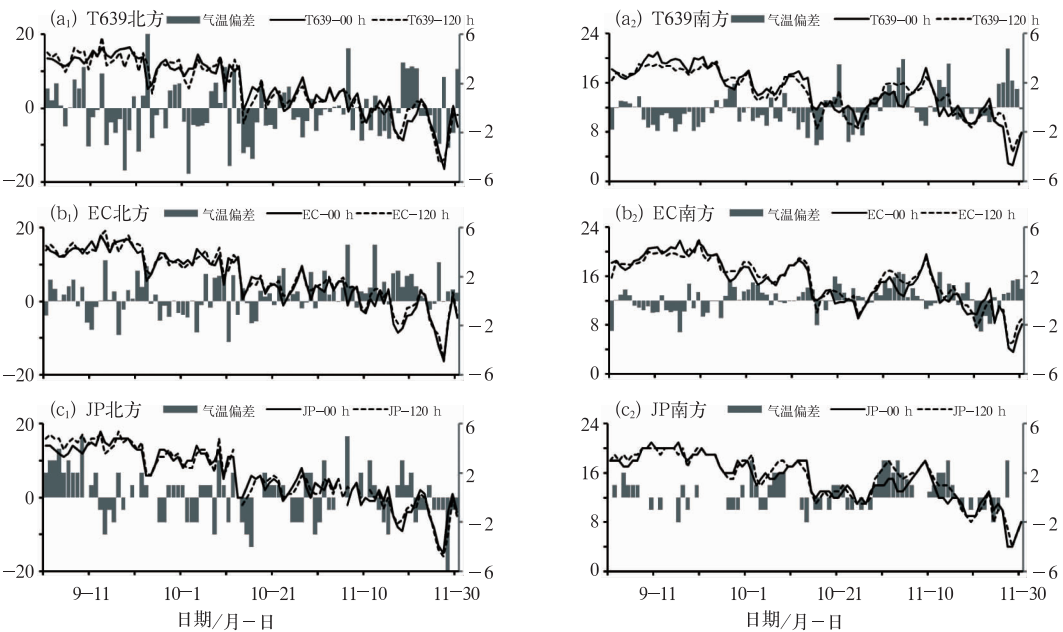 (a₁) T639北方 气温偏差 T639-00 h T639-120 h
20 10 0 -10 -20
6 2 -2 -6
(a₂) T639南方 气温偏差 T639-00 h T639-120 h
24 16 8 0
6 2 -2 -6
(b₁) EC北方 气温偏差 EC-00 h EC-120 h
20 0 -20
6 2 -2 -6
(b₂) EC南方 气温偏差 EC-00 h EC-120 h
24 16 8 0
6 2 -2 -6
(c₁) JP北方 气温偏差 JP-00 h JP-120 h
20 0 -20
6 2 -2 -6
9-11 10-1 10-21 11-10 11-30
日期/月-日
(c₂) JP南方 气温偏差 JP-00 h JP-120 h
24 16 8 0
6 2 -2 -6
9-11 10-1 10-21 11-10 11-30
日期/月-日